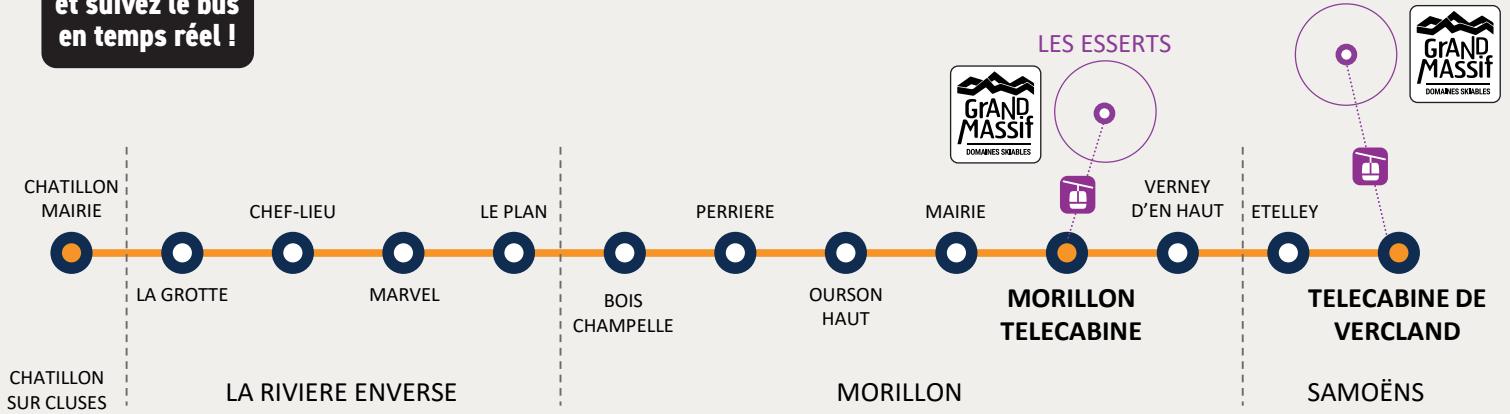 et suivez le bus
en temps réel !
LES ESSERTS
GrAND
MASSif
DOMAINES SKIABLES
GrAND
MASSif
DOMAINES SKIABLES
CHATILLON
MAIRIE
LA GROTTE
CHEF-LIEU
MARVEL
LE PLAN
BOIS
CHAMPELLE
PERRIERE
OURSON
HAUT
MAIRIE
MORILLON
TELECABINE
VERNEY
D'EN HAUT
ETELLEY
TELECABINE DE
VERCLAND
CHATILLON
SUR CLUSES
LA RIVIERE ENVERSE
MORILLON
SAMOËNS